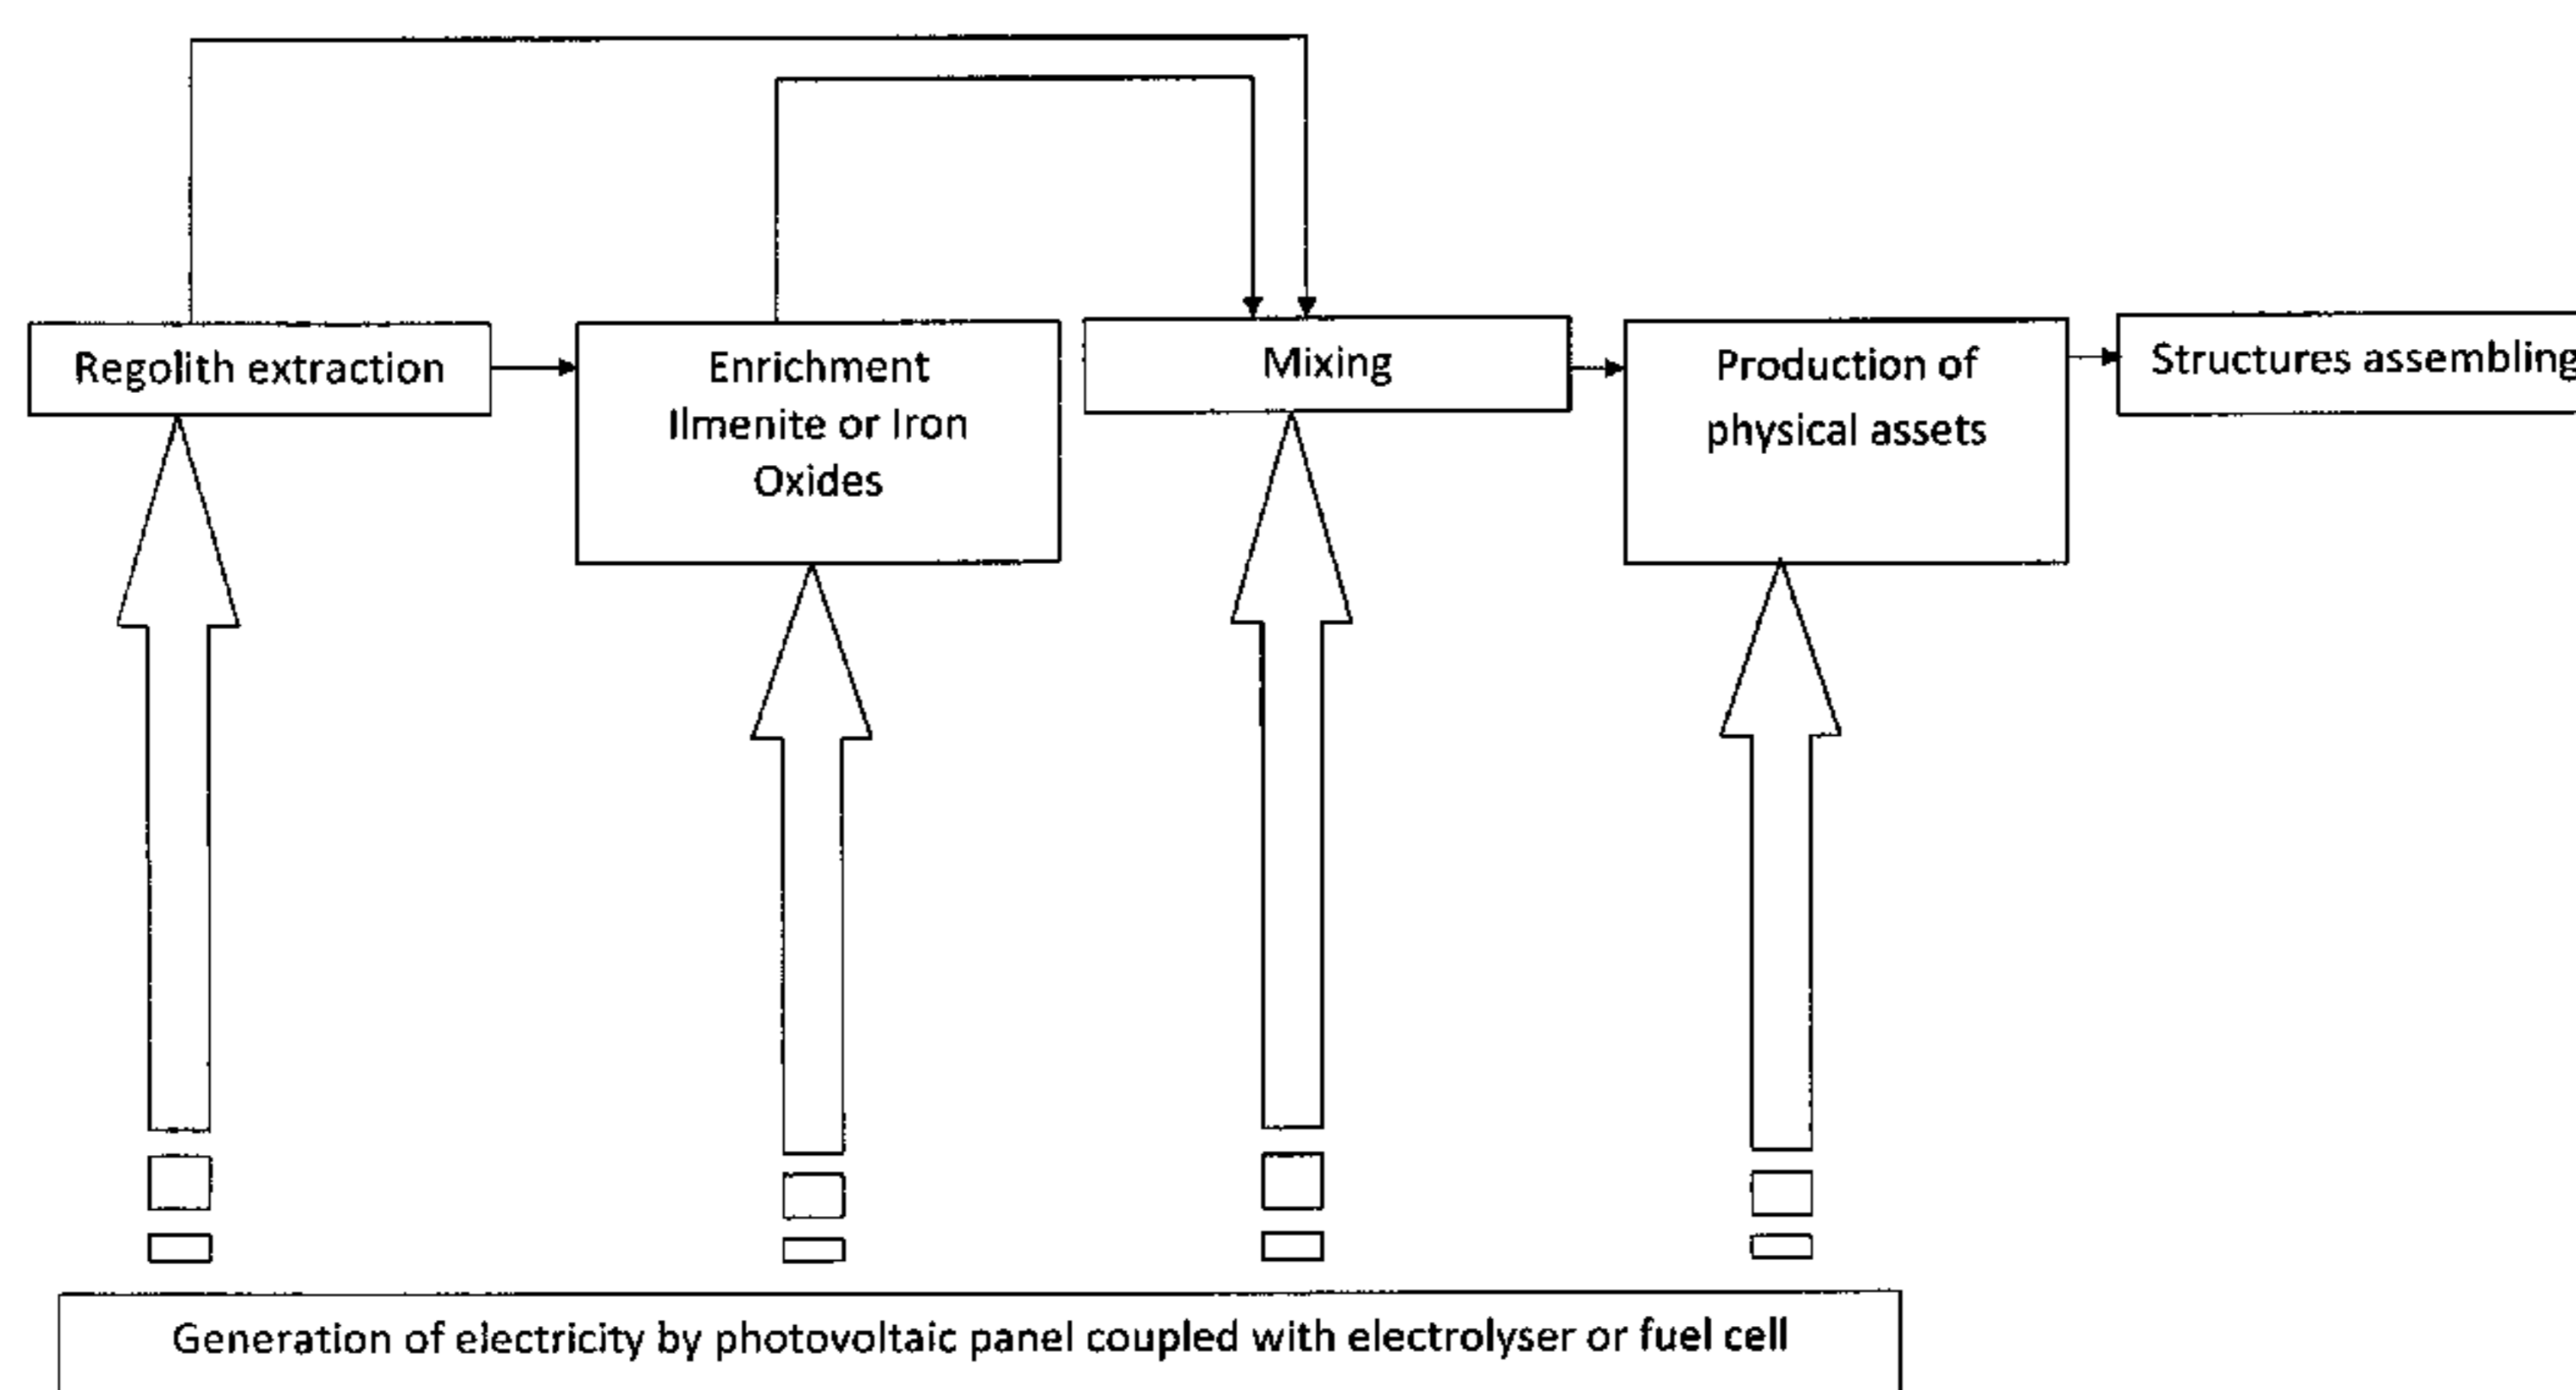 Regolith extraction
Enrichment
Ilmenite or Iron
Oxides
Mixing
Production of
physical assets
Structures assembling
Generation of electricity by photovoltaic panel coupled with electrolyser or fuel cell